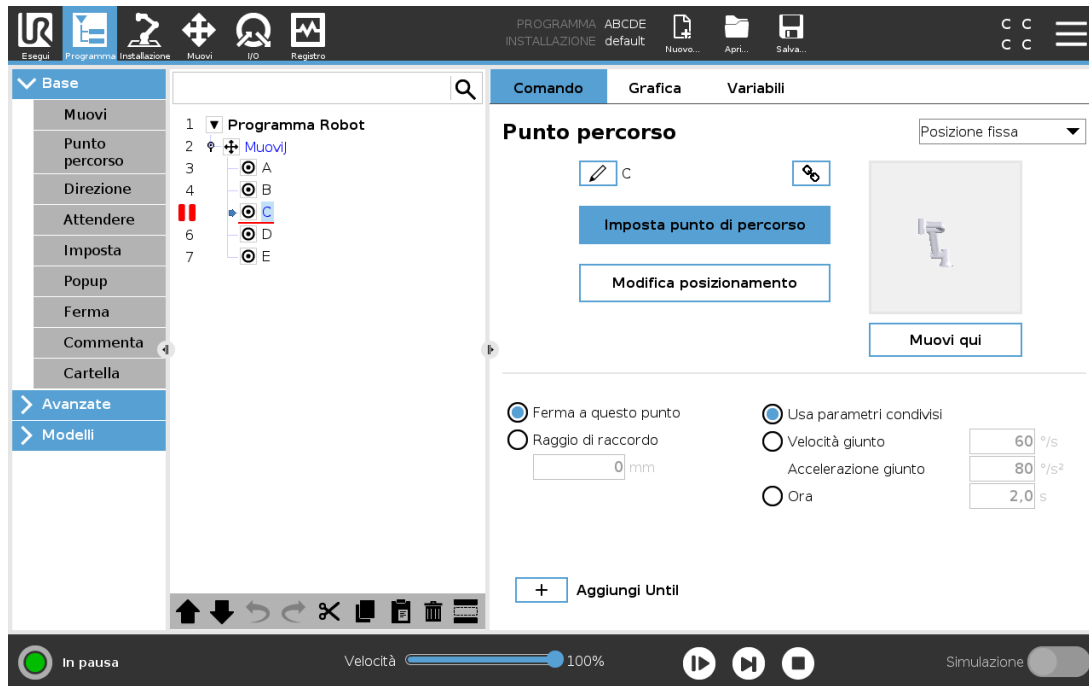 PROGRAMMA ABCDE
INSTALLAZIONE default
Nuovo... Apri... Salva...
C C
C C
UR
Esegui Programma Installazione Muovi I/O Registro
Base
Muovi
Punto
percorso
Direzione
Attendere
Imposta
Popup
Ferma
Commenta
Cartella
Avanzate
Modelli
1 Programma Robot
2 MuoviJ
3 A
4 B
C
6 D
7 E
Comando Grafica Variabili
Punto percorso
Posizione fissa
C
Imposta punto di percorso
Modifica posizionamento
Muovi qui
Ferma a questo punto
Raggio di raccordo
0 mm
Usa parametri condivisi
Velocità giunto 60 °/s
Accelerazione giunto 80 °/s²
Ora 2,0 s
+ Aggiungi Until
In pausa
Velocità 100%
Simulazione